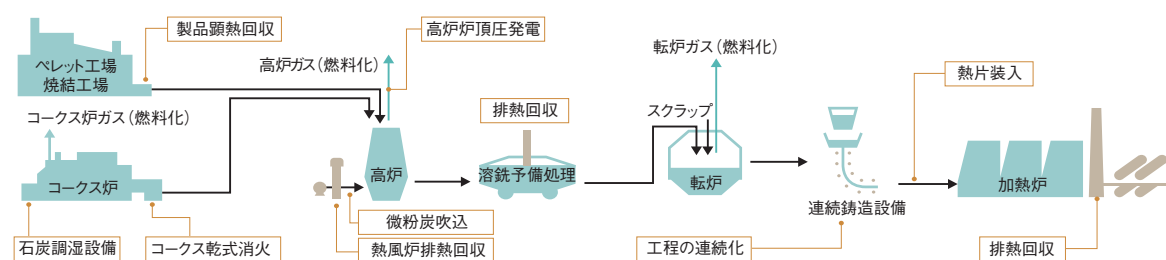 製品顕熱回収
高炉炉頂圧発電
ペレット工場
焼結工場
高炉ガス(燃料化)
転炉ガス(燃料化)
熱片装入
コークス炉ガス(燃料化)
排熱回収
スクラップ
コークス炉
高炉
溶銑予備処理
転炉
連続鋳造設備
加熱炉
微粉炭吹込
石炭調湿設備
コークス乾式消火
熱風炉排熱回収
工程の連続化
排熱回収